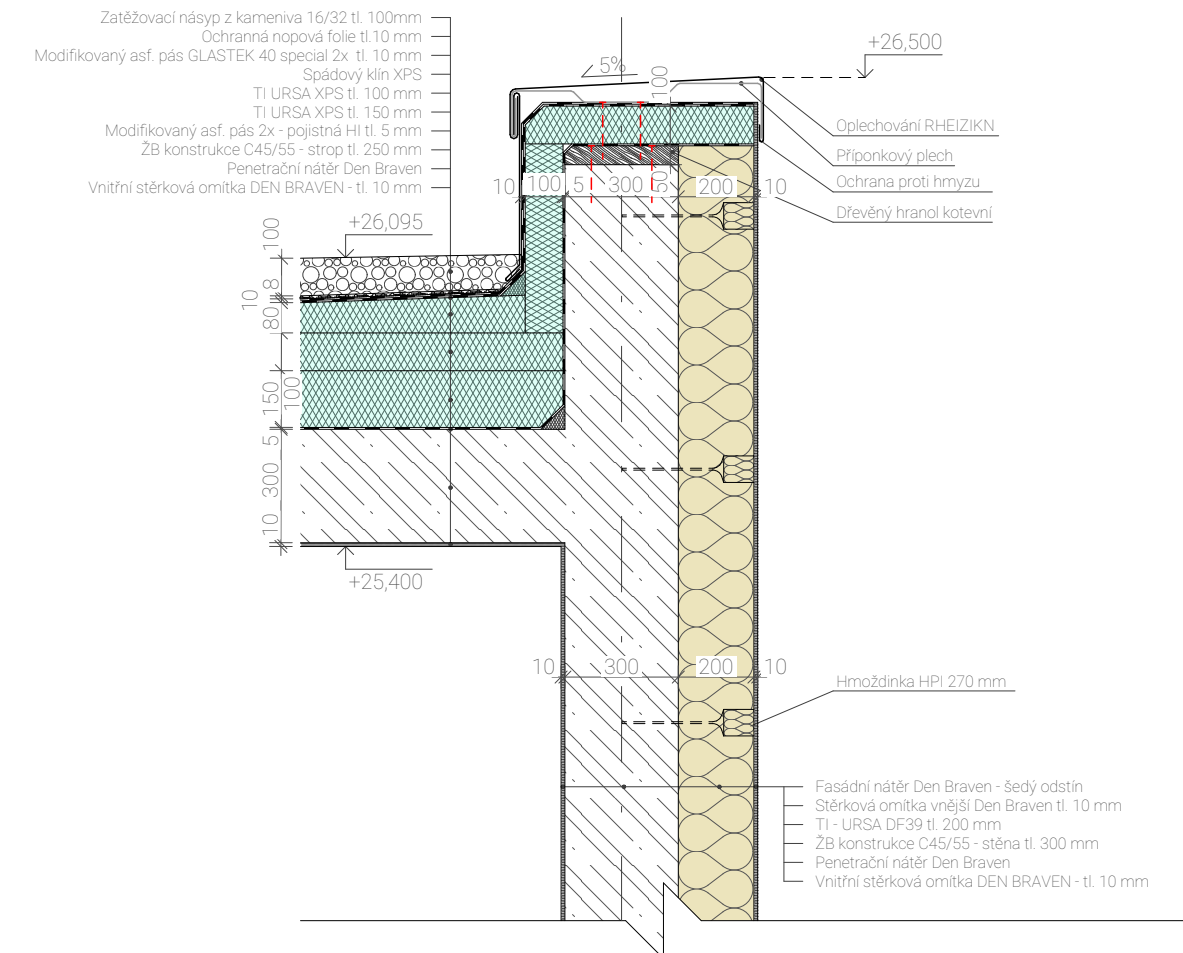 Zatěžovací násyp z kameniva 16/32 tl. 100mm
Ochranná nopová folie tl.10 mm
Modifikovaný asf. pás GLASTEK 40 special 2x tl. 10 mm
Spádový klín XPS
TI URSA XPS tl. 100 mm
TI URSA XPS tl. 150 mm
Modifikovaný asf. pás 2x - pojistná HI tl. 5 mm
ŽB konstrukce C45/55 - strop tl. 250 mm
Penetrační nátěr Den Braven
Vnitřní stěrková omítka DEN BRAVEN - tl. 10 mm
5%
100
+26,500
Oplechování RHEIZIKN
Příponkový plech
Ochrana proti hmyzu
Dřevěný hranol kotevní
10 100 5 300 50 200 10
+26,095
100
8
10
80
100
150
5
300
10
+25,400
10 300 200 10
Hmoždinka HPI 270 mm
Fasádní nátěr Den Braven - šedý odstín
Stěrková omítka vnější Den Braven tl. 10 mm
TI - URSA DF39 tl. 200 mm
ŽB konstrukce C45/55 - stěna tl. 300 mm
Penetrační nátěr Den Braven
Vnitřní stěrková omítka DEN BRAVEN - tl. 10 mm